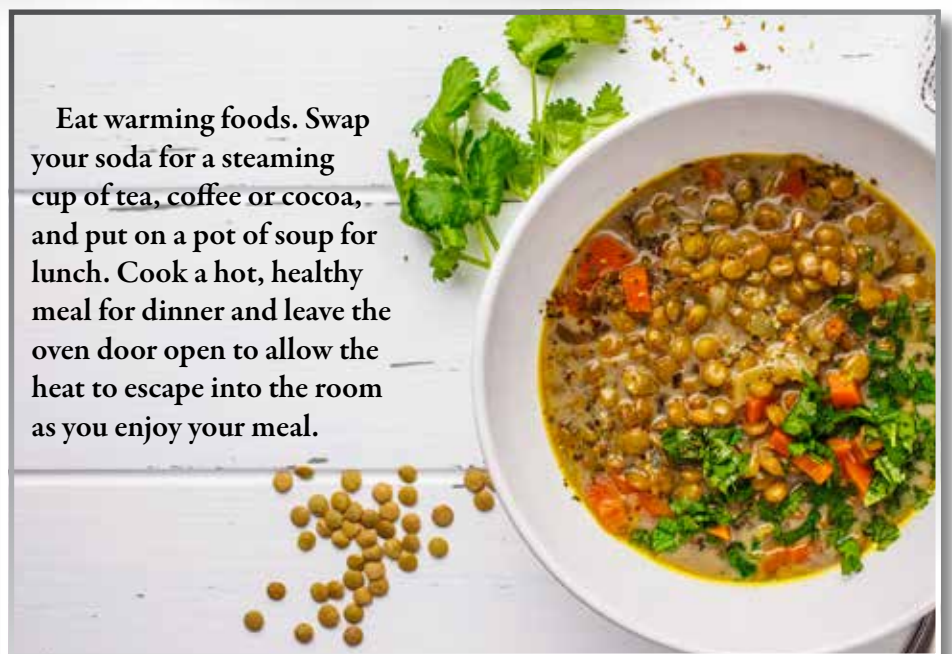 Eat warming foods. Swap
your soda for a steaming
cup of tea, coffee or cocoa,
and put on a pot of soup for
lunch. Cook a hot, healthy
meal for dinner and leave the
oven door open to allow the
heat to escape into the room
as you enjoy your meal.